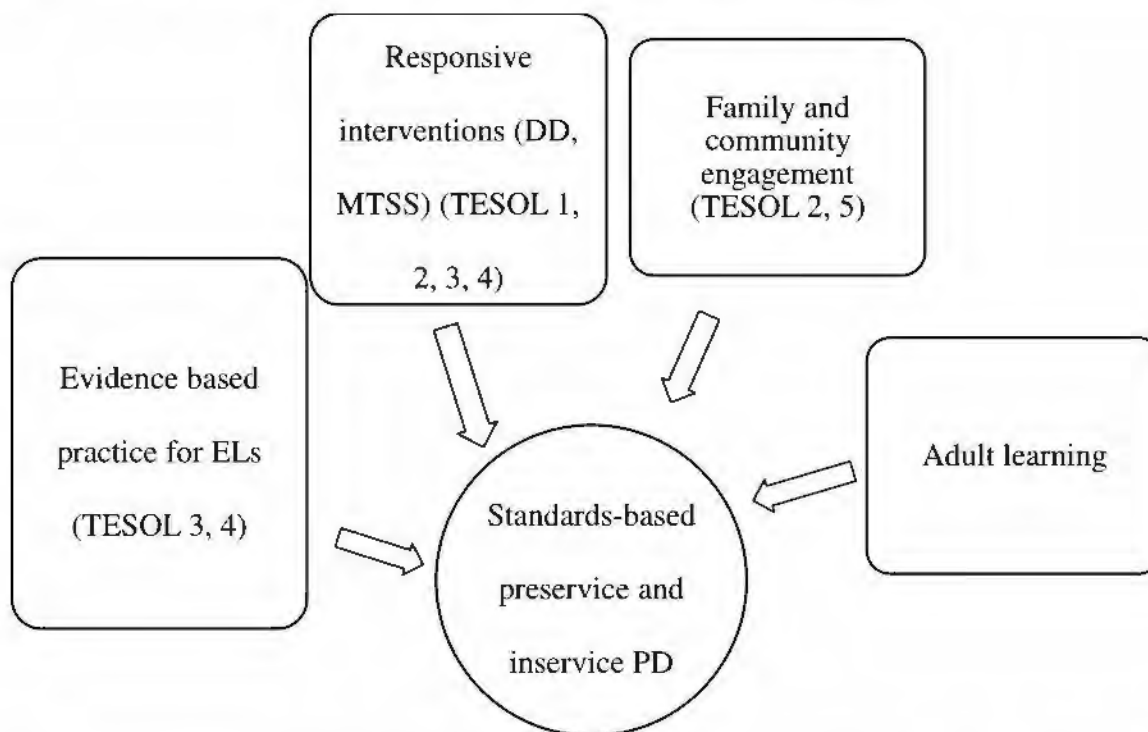 Responsive
interventions (DD,
MTSS) (TESOL 1,
2, 3, 4)
Family and
community
engagement
(TESOL 2, 5)
Evidence based
practice for ELs
(TESOL 3, 4)
Adult learning
Standards-based
preservice and
inservice PD